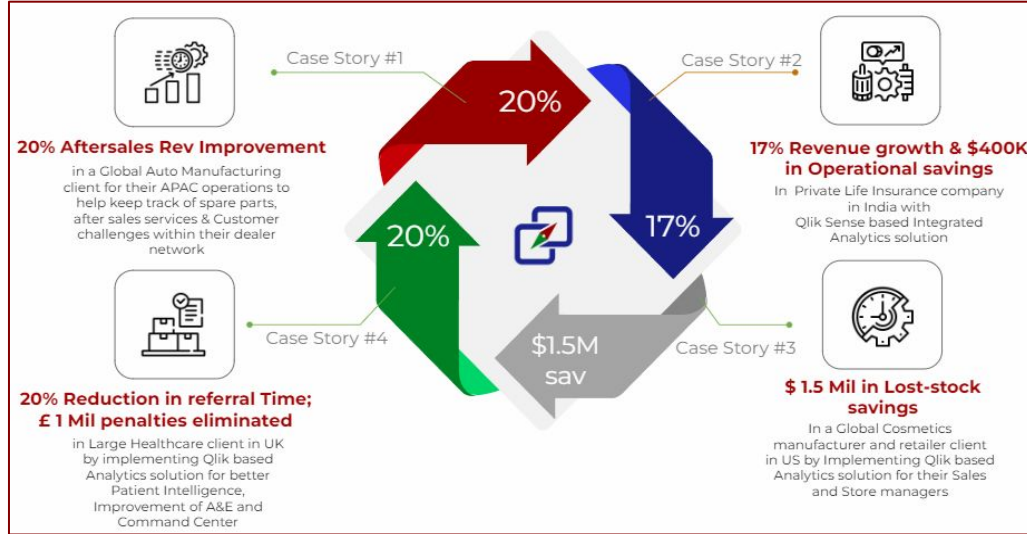 Case Story #1
20%
20% Aftersales Rev Improvement
in a Global Auto Manufacturing
client for their APAC operations to
help keep track of spare parts,
after sales services & Customer
challenges within their dealer
network
Case Story #2
17%
17% Revenue growth & $400K
in Operational savings
In Private Life Insurance company
in India with
Qlik Sense based Integrated
Analytics solution
Case Story #3
$1.5M
sav
$ 1.5 Mil in Lost-stock
savings
In a Global Cosmetics
manufacturer and retailer client
in US by Implementing Qlik based
Analytics solution for their Sales
and Store managers
Case Story #4
20%
20% Reduction in referral Time;
£ 1 Mil penalties eliminated
in Large Healthcare client in UK
by implementing Qlik based
Analytics solution for better
Patient Intelligence,
Improvement of A&E and
Command Center